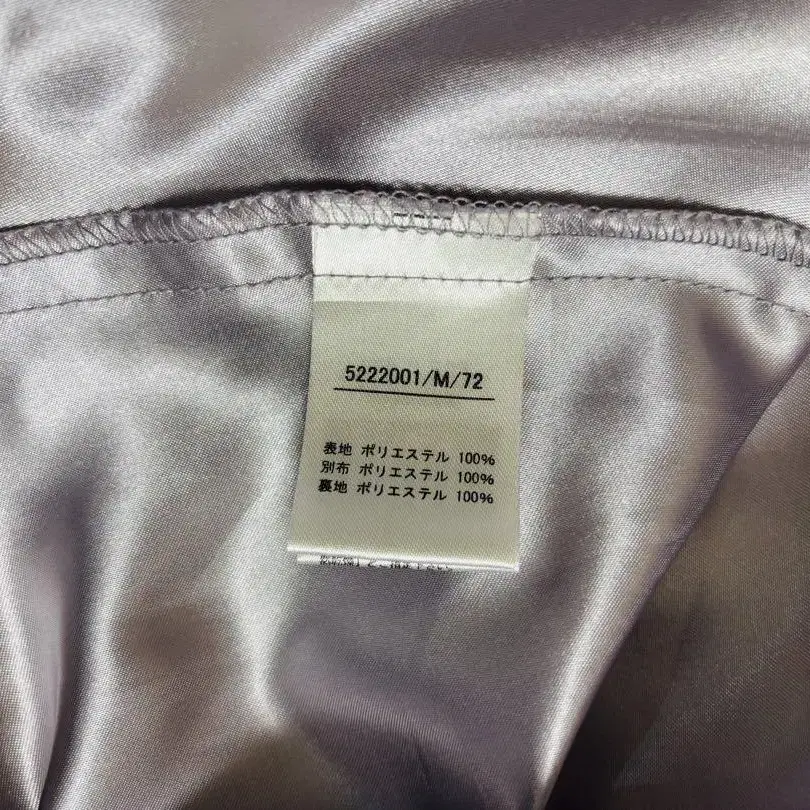 5222001/M/72
表地 ポリエステル 100%
別布 ポリエステル 100%
裏地 ポリエステル 100%